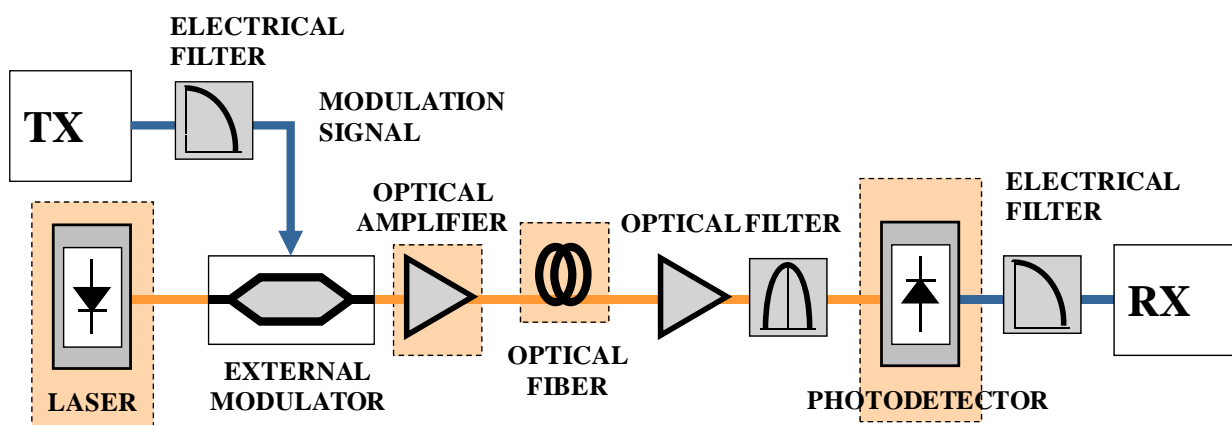 ELECTRICAL
FILTER
TX
MODULATION
SIGNAL
OPTICAL
AMPLIFIER
OPTICAL FILTER
ELECTRICAL
FILTER
RX
LASER
EXTERNAL
MODULATOR
OPTICAL
FIBER
PHOTODETECTOR